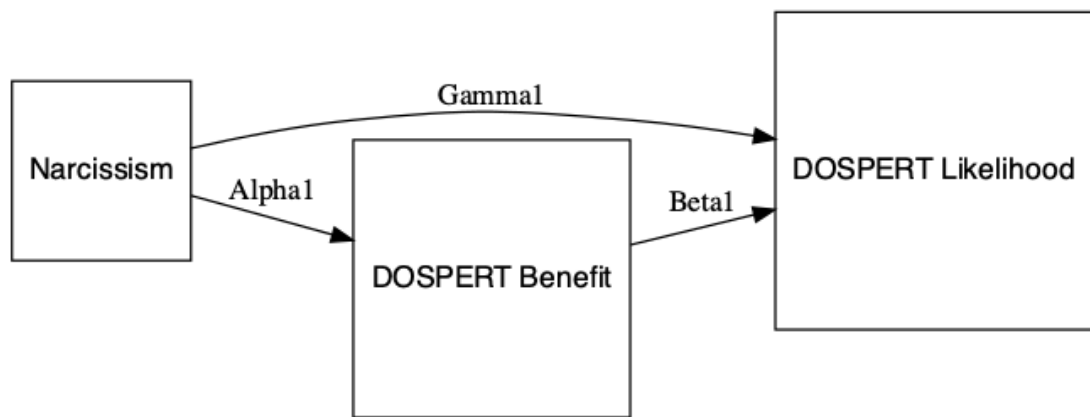 Gamma1
Narcissism
Alpha1
DOSPERT Benefit
Beta1
DOSPERT Likelihood